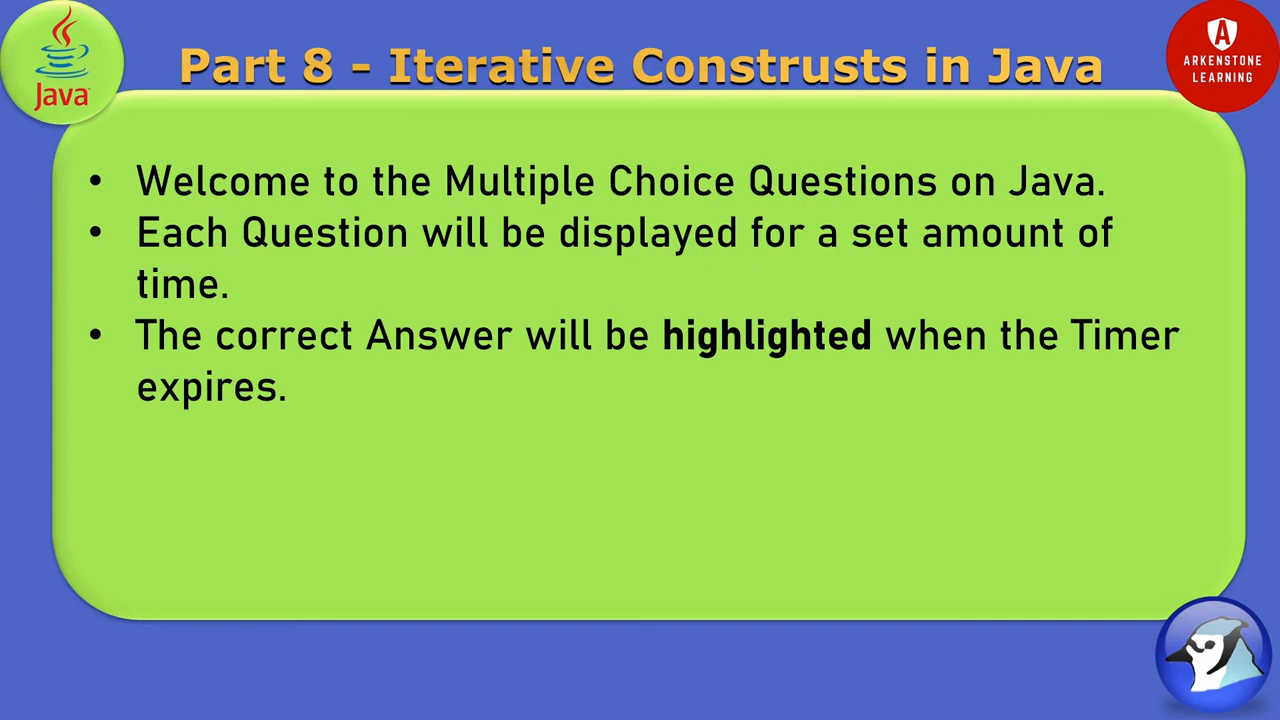 Java
Part 8 - Iterative Construsts in Java
A
ARKENSTONE
LEARNING
• Welcome to the Multiple Choice Questions on Java.
• Each Question will be displayed for a set amount of
time.
• The correct Answer will be highlighted when the Timer
expires.